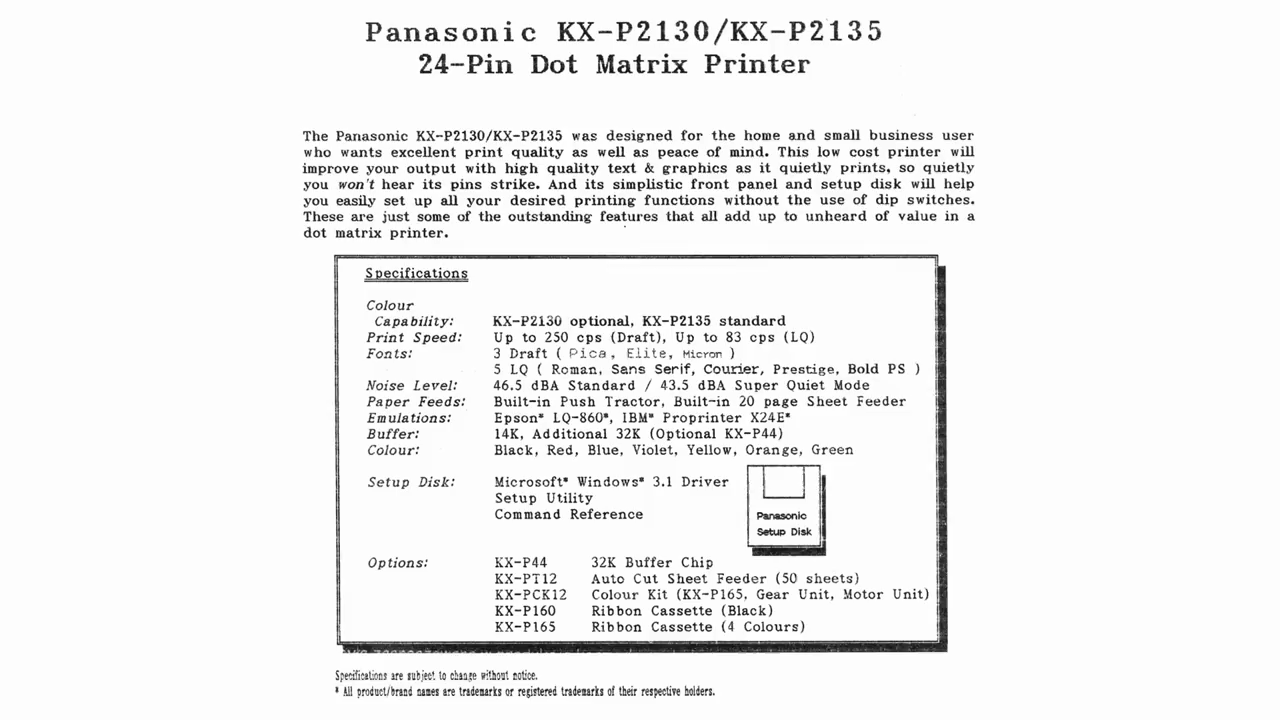 Panasonic KX-P2130/KX-P2135
24-Pin Dot Matrix Printer
The Panasonic KX-P2130/KX-P2135 was designed for the home and small business user
who wants excellent print quality as well as peace of mind. This low cost printer will
improve your output with high quality text & graphics as it quietly prints, so quietly
you won't hear its pins strike. And its simplistic front panel and setup disk will help
you easily set up all your desired printing functions without the use of dip switches.
These are just some of the outstanding features that all add up to unheard of value in a
dot matrix printer.
Specifications
Colour
Capability: KX-P2130 optional, KX-P2135 standard
Print Speed: Up to 250 cps (Draft), Up to 83 cps (LQ)
Fonts: 3 Draft ( Pica, Elite, Micron )
5 LQ ( Roman, Sans Serif, Courier, Prestige, Bold PS )
Noise Level: 46.5 dBA Standard / 43.5 dBA Super Quiet Mode
Paper Feeds: Built-in Push Tractor, Built-in 20 page Sheet Feeder
Emulations: Epson* LQ-860*, IBM* Proprinter X24E*
Buffer: 14K, Additional 32K (Optional KX-P44)
Colour: Black, Red, Blue, Violet, Yellow, Orange, Green
Setup Disk: Microsoft* Windows* 3.1 Driver
Setup Utility
Command Reference
Panasonic
Setup Disk
Options: KX-P44 32K Buffer Chip
KX-PT12 Auto Cut Sheet Feeder (50 sheets)
KX-PCK12 Colour Kit (KX-P165, Gear Unit, Motor Unit)
KX-P160 Ribbon Cassette (Black)
KX-P165 Ribbon Cassette (4 Colours)
Specifications are subject to change without notice.
* All product/brand names are trademarks or registered trademarks of their respective holders.